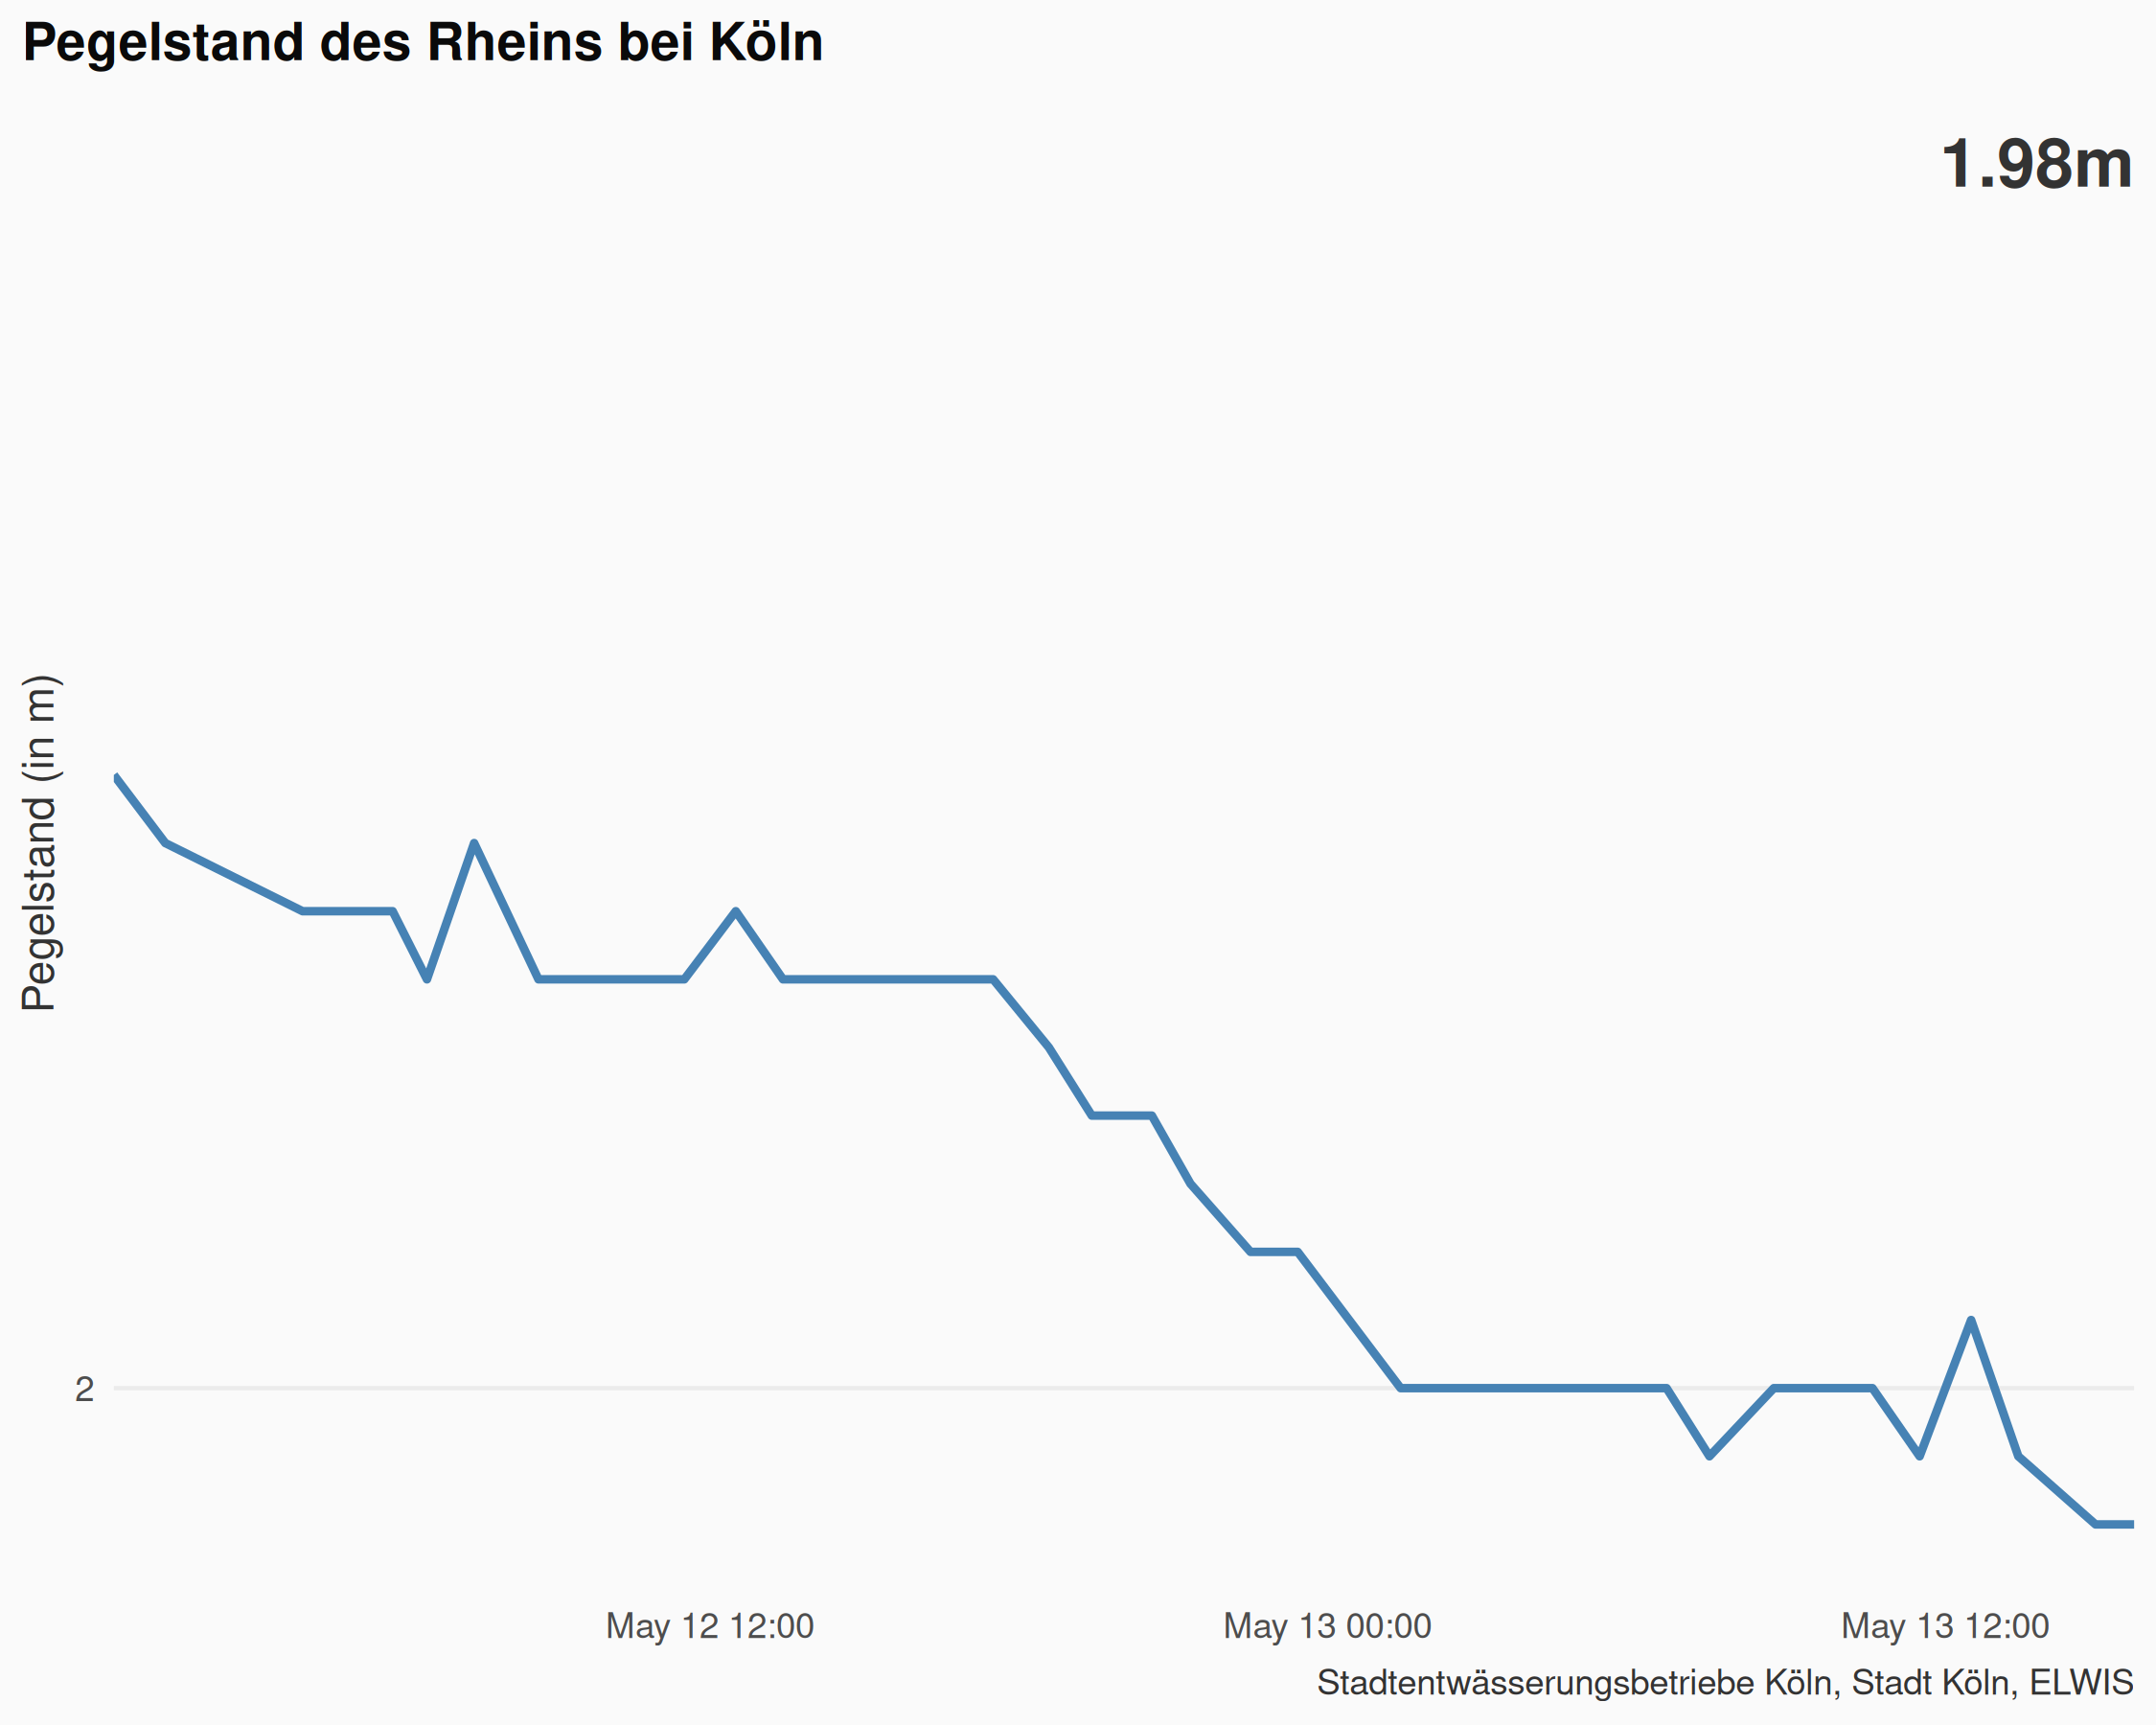 Pegelstand des Rheins bei Köln
1.98m
Pegelstand (in m)
2
May 12 12:00
May 13 00:00
May 13 12:00
Stadtentwässerungsbetriebe Köln, Stadt Köln, ELWIS